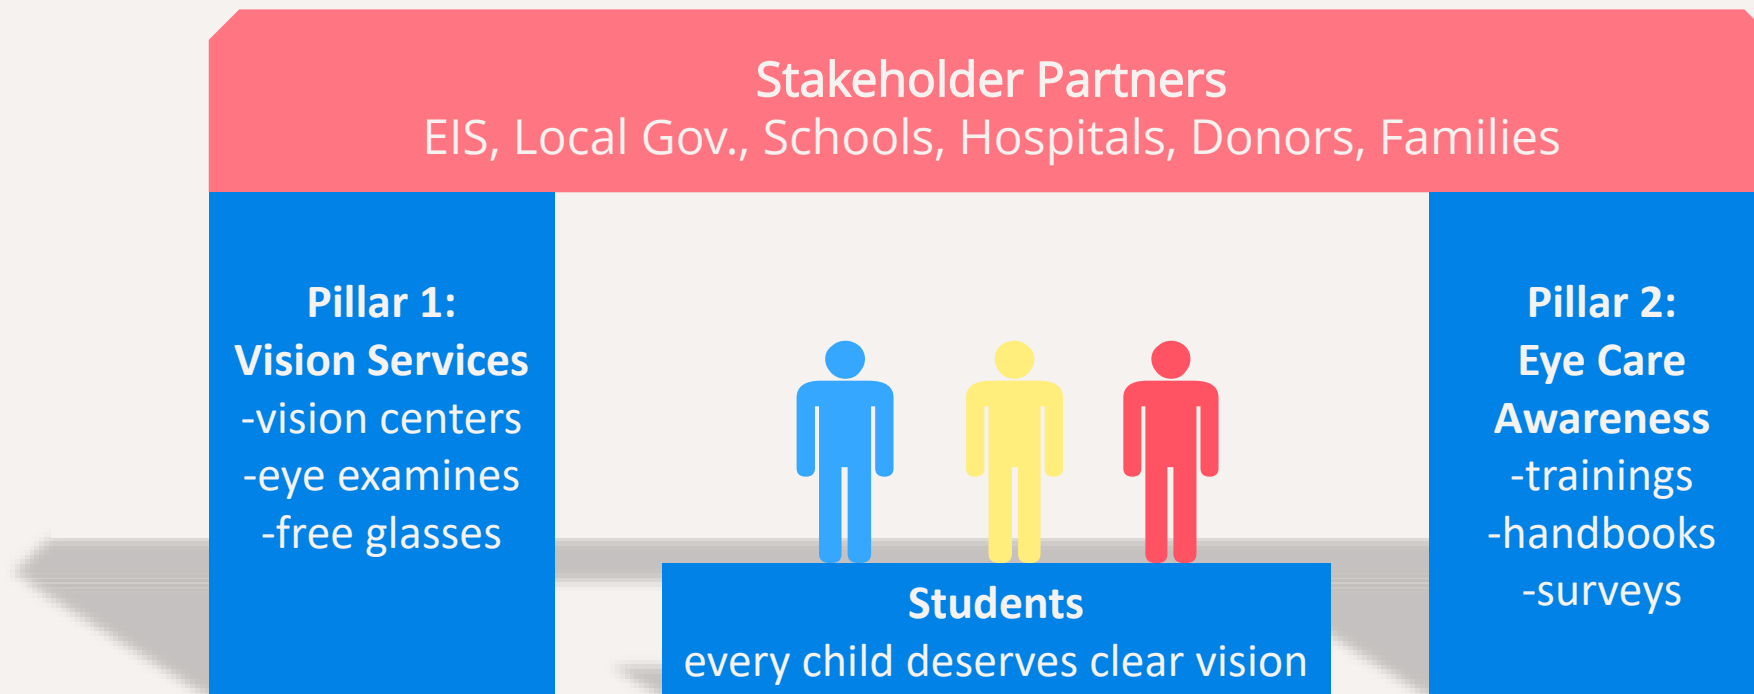 Stakeholder Partners
EIS, Local Gov., Schools, Hospitals, Donors, Families
Pillar 1:
Vision Services
-vision centers
-eye examines
-free glasses
Students
every child deserves clear vision
Pillar 2:
Eye Care
Awareness
-trainings
-handbooks
-surveys